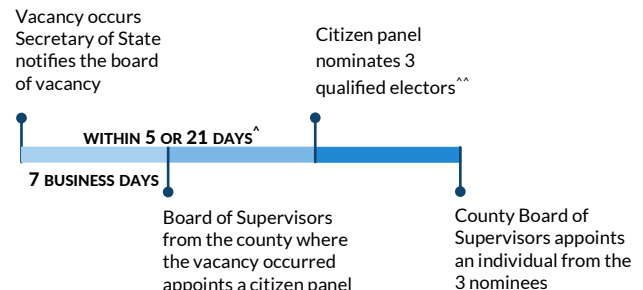 Vacancy occurs
Secretary of State
notifies the board
of vacancy
Citizen panel
nominates 3
qualified electors^^
WITHIN 5 OR 21 DAYS^
7 BUSINESS DAYS
Board of Supervisors
from the county where
the vacancy occurred
appoints a citizen panel
County Board of
Supervisors appoints
an individual from the
3 nominees